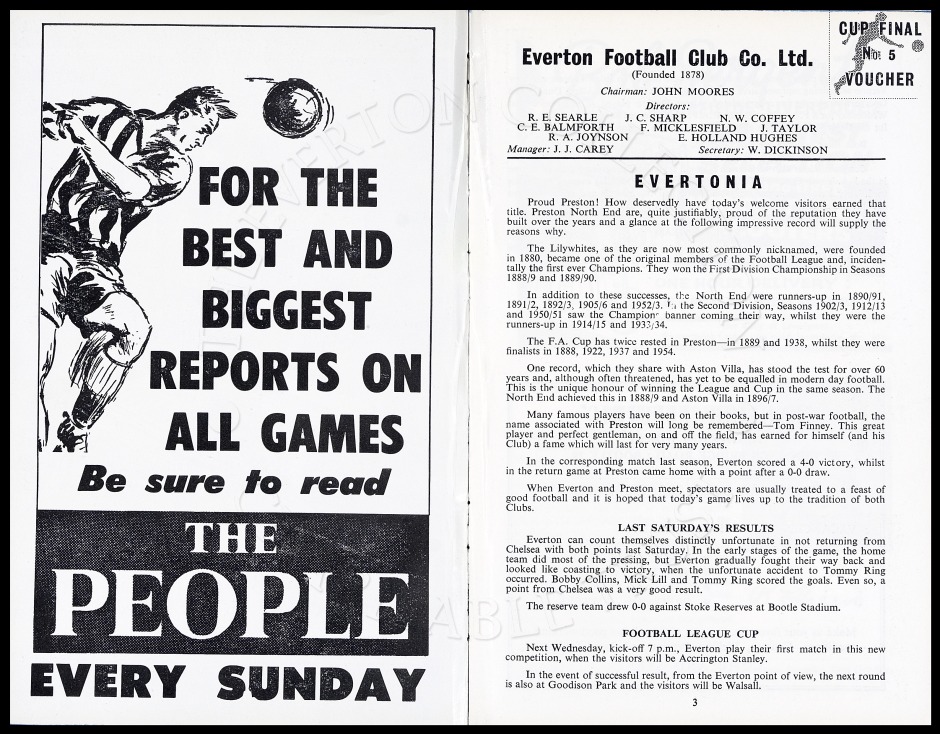 FOR THE
BEST AND
BIGGEST
REPORTS ON
ALL GAMES
Be sure to read
THE
PEOPLE
EVERY SUNDAY
CUP FINAL
No. 5
VOUCHER
Everton Football Club Co. Ltd.
(Founded 1878)
Chairman: JOHN MOORES
Directors:
R. E. SEARLE J. C. SHARP N. W. COFFEY
C. E. BALMFORTH F. MICKLESFIELD J. TAYLOR
R. A. JOYNSON E. HOLLAND HUGHES
Manager: J. J. CAREY Secretary: W. DICKINSON
EVERTONIA
Proud Preston! How deservedly have today's welcome visitors earned that
title. Preston North End are, quite justifiably, proud of the reputation they have
built over the years and a glance at the following impressive record will supply the
reasons why.
The Lilywhites, as they are now most commonly nicknamed, were founded
in 1880, became one of the original members of the Football League and, inciden-
tally the first ever Champions. They won the First Division Championship in Seasons
1888/9 and 1889/90.
In addition to these successes, the North End were runners-up in 1890/91,
1891/2, 1892/3, 1905/6 and 1952/3. In the Second Division, Seasons 1902/3, 1912/13
and 1950/51 saw the Champions banner coming their way, whilst they were the
runners-up in 1914/15 and 1933/34.
The F.A. Cup has twice rested in Preston—in 1889 and 1938, whilst they were
finalists in 1888, 1922, 1937 and 1954.
One record, which they share with Aston Villa, has stood the test for over 60
years and, although often threatened, has yet to be equalled in modern day football.
This is the unique honour of winning the League and Cup in the same season. The
North End achieved this in 1888/9 and Aston Villa in 1896/7.
Many famous players have been on their books, but in post-war football, the
name associated with Preston will long be remembered—Tom Finney. This great
player and perfect gentleman, on and off the field, has earned for himself (and his
Club) a fame which will last for very many years.
In the corresponding match last season, Everton scored a 4-0 victory, whilst
in the return game at Preston came home with a point after a 0-0 draw.
When Everton and Preston meet, spectators are usually treated to a feast of
good football and it is hoped that today's game lives up to the tradition of both
Clubs.
LAST SATURDAY'S RESULTS
Everton can count themselves distinctly unfortunate in not returning from
Chelsea with both points last Saturday. In the early stages of the game, the home
team did most of the pressing, but Everton gradually fought their way back and
looked like coasting to victory, when the unfortunate accident to Tommy Ring
occurred. Bobby Collins, Mick Lill and Tommy Ring scored the goals. Even so, a
point from Chelsea was a very good result.
The reserve team drew 0-0 against Stoke Reserves at Bootle Stadium.
FOOTBALL LEAGUE CUP
Next Wednesday, kick-off 7 p.m., Everton play their first match in this new
competition, when the visitors will be Accrington Stanley.
In the event of successful result, from the Everton point of view, the next round
is also at Goodison Park and the visitors will be Walsall.
3